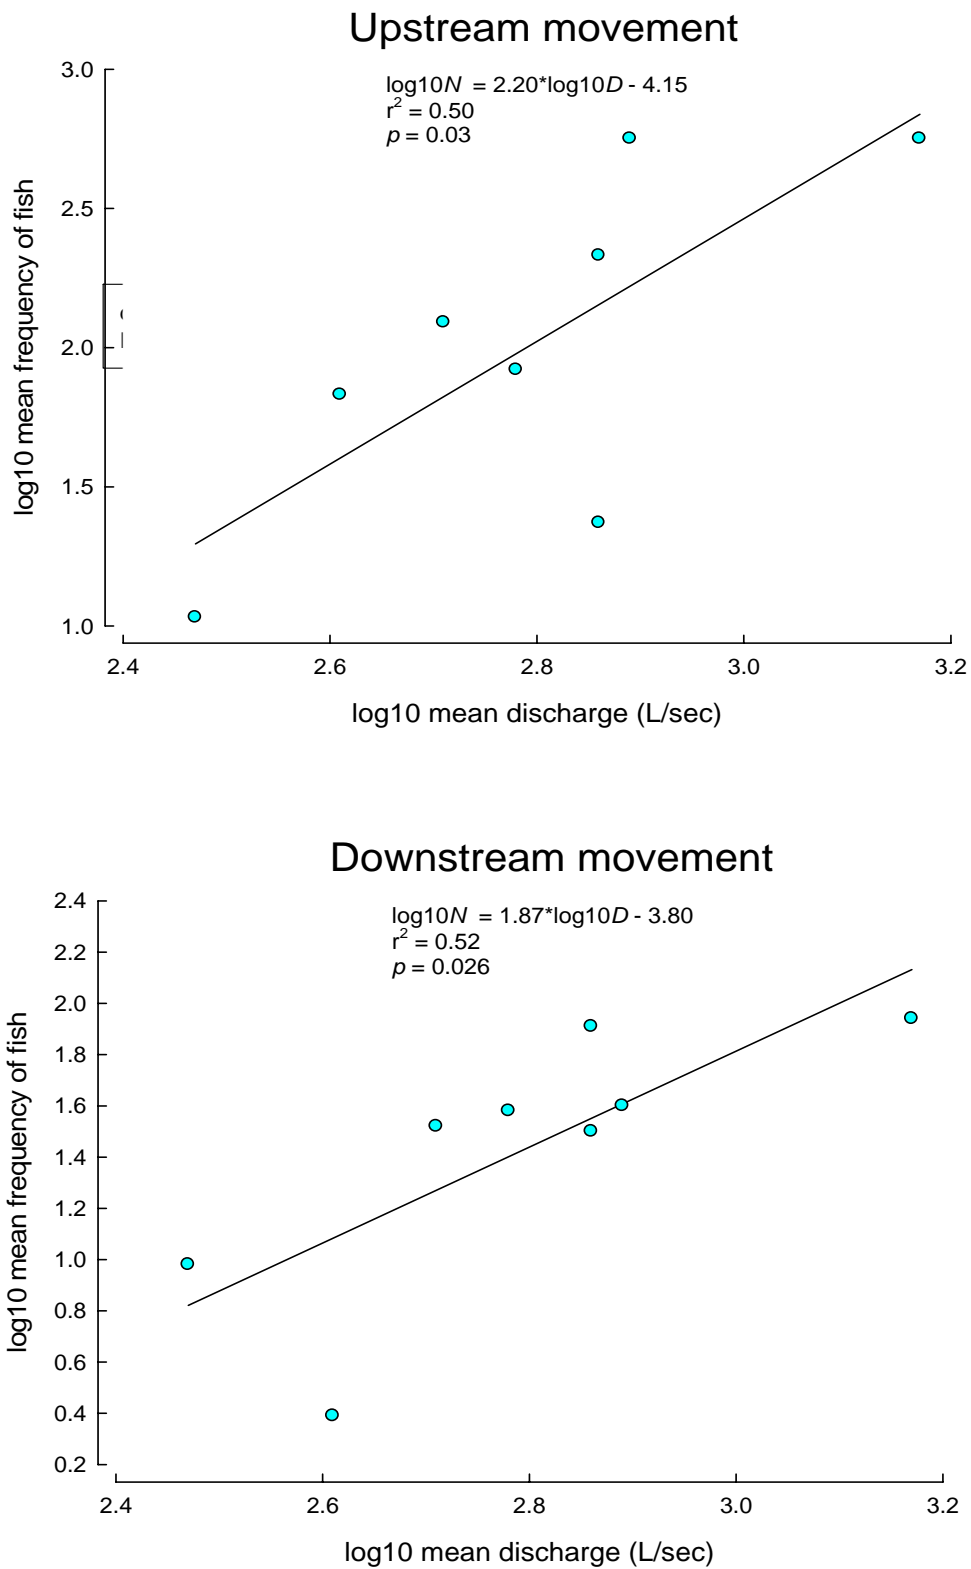 Upstream movement
log10N = 2.20*log10D - 4.15
r² = 0.50
p = 0.03
3.0
2.5
2.0
1.5
1.0
log10 mean frequency of fish
2.4 2.6 2.8 3.0 3.2
log10 mean discharge (L/sec)
Downstream movement
log10N = 1.87*log10D - 3.80
r² = 0.52
p = 0.026
2.4
2.2
2.0
1.8
1.6
1.4
1.2
1.0
0.8
0.6
0.4
0.2
log10 mean frequency of fish
2.4 2.6 2.8 3.0 3.2
log10 mean discharge (L/sec)